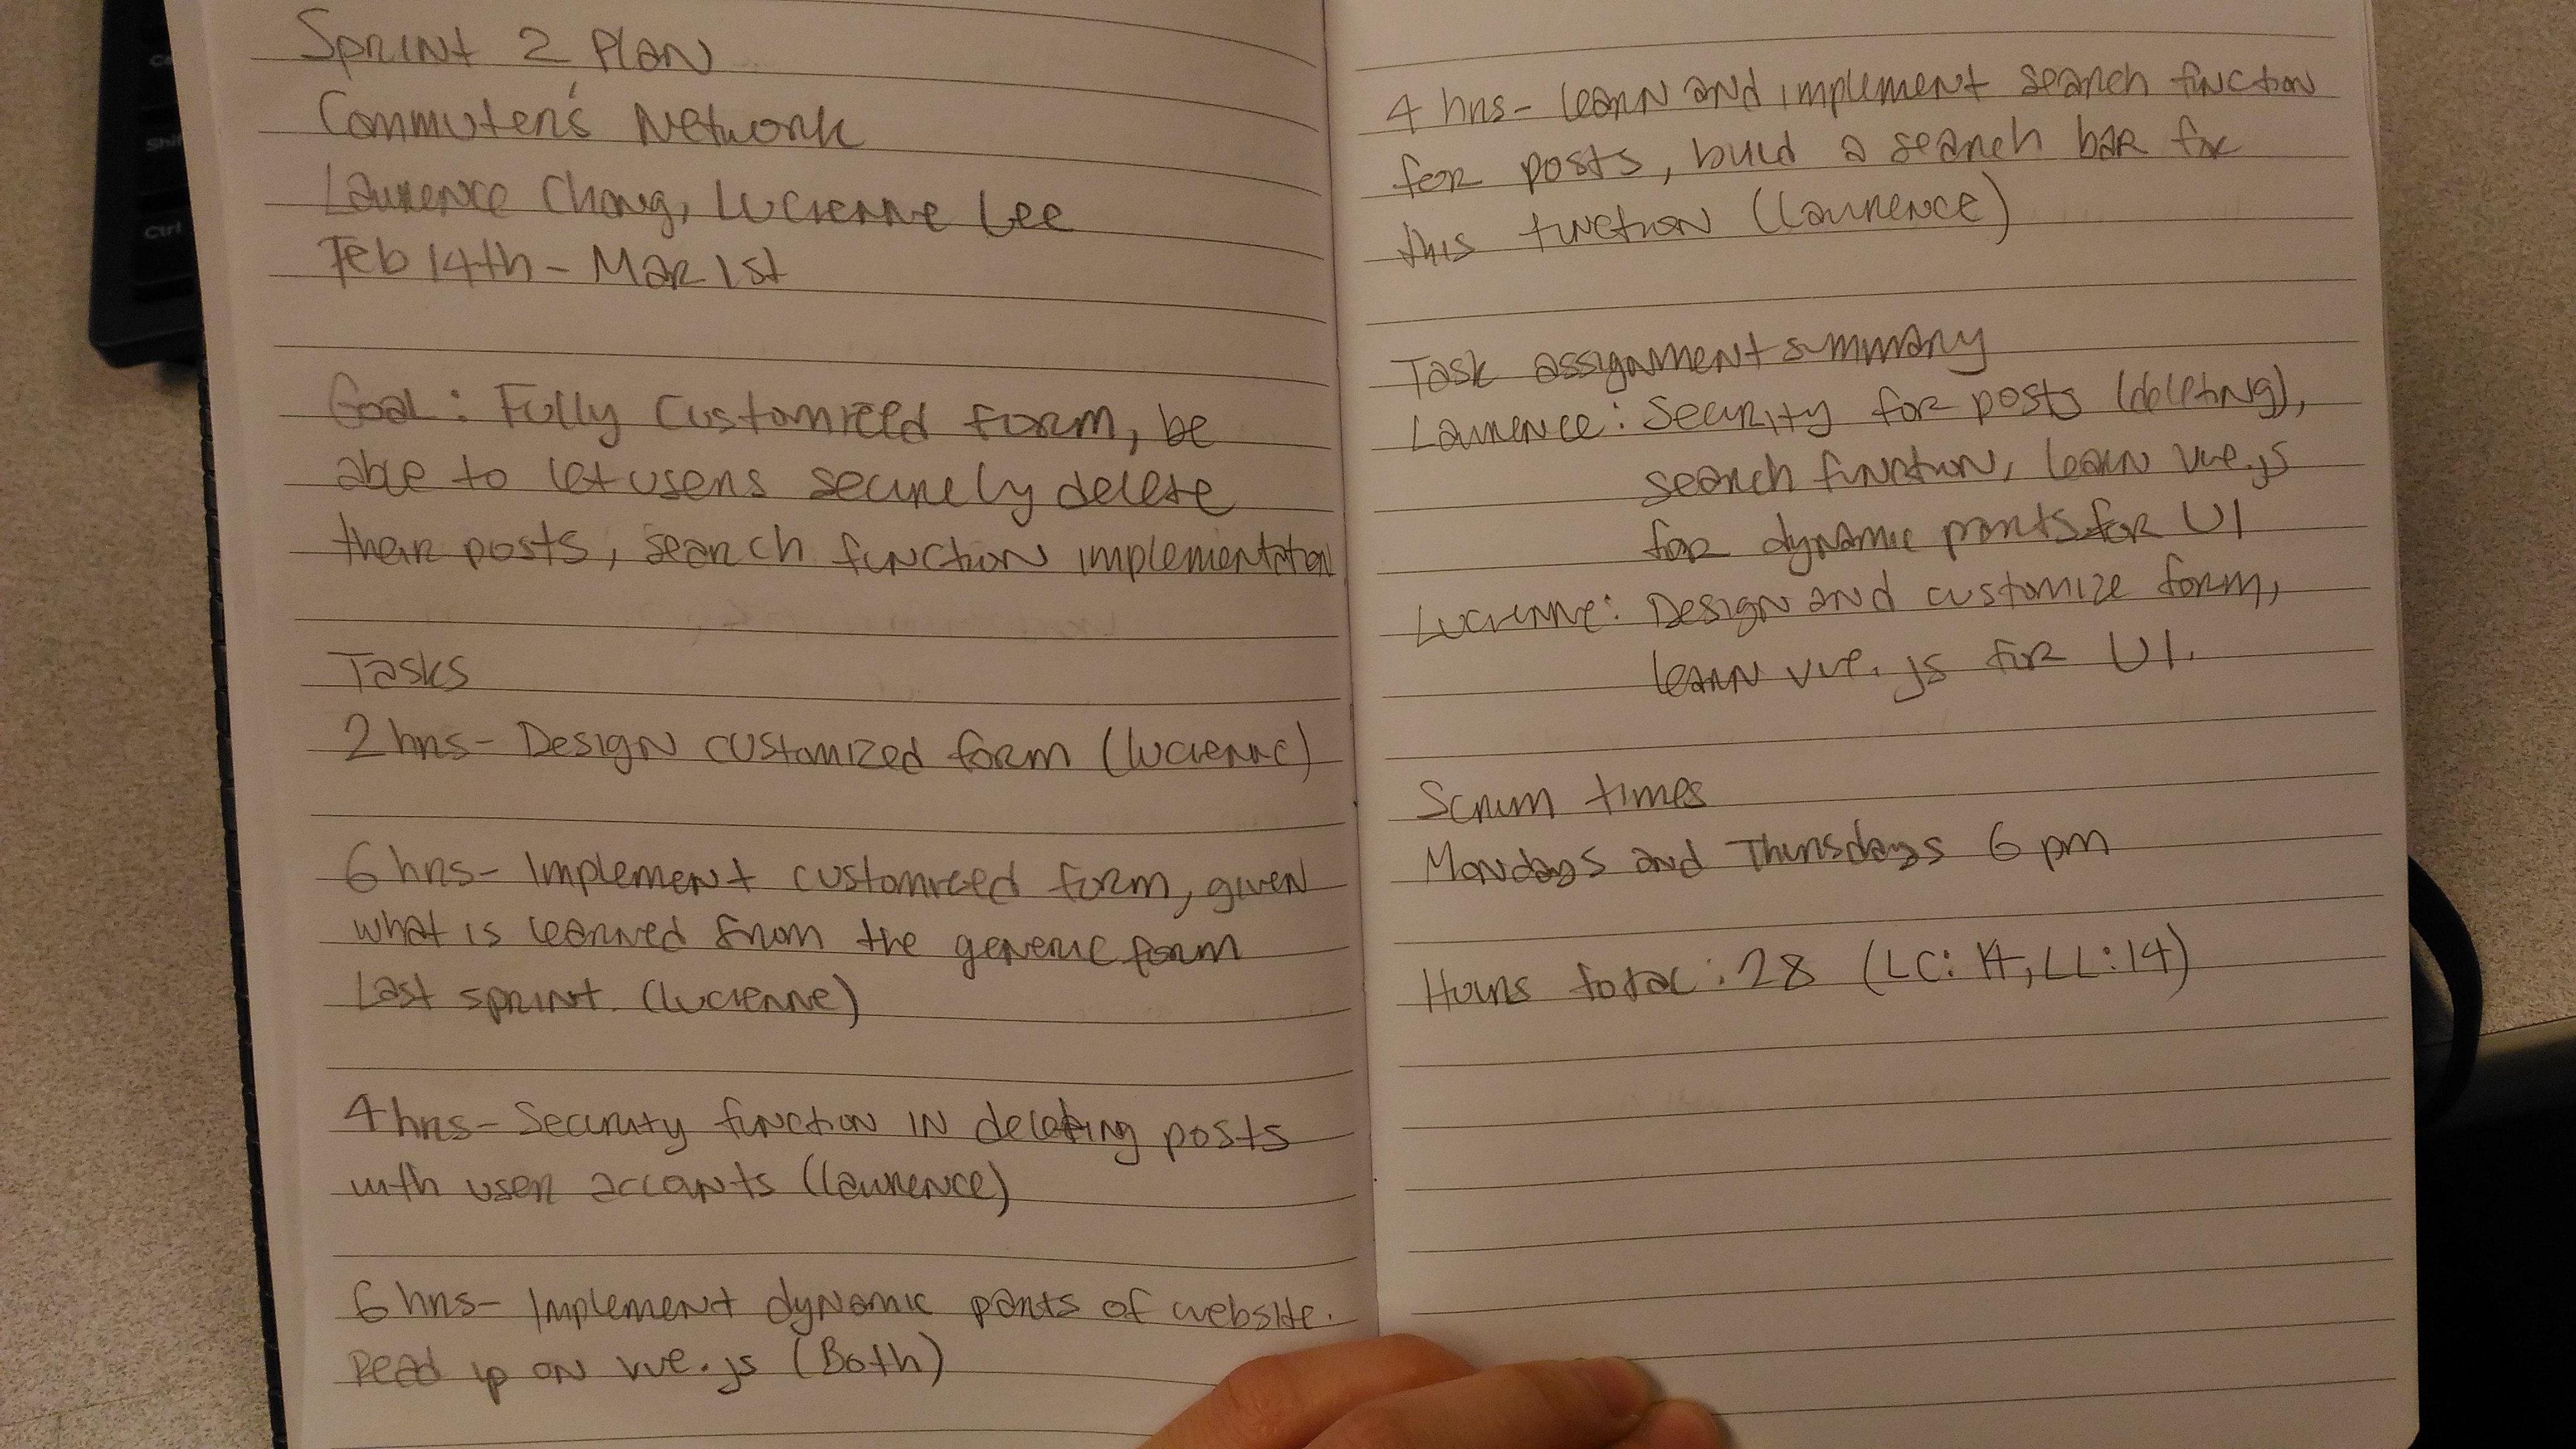 Sprint 2 Plan
Commuter's Network
Laurence Chang, Lucienne Lee
Feb 14th - Mar 1st
Goal: Fully customized form, be
able to let users securely delete
their posts, search function implementation
Tasks
2 hrs - Design customized form (Lucienne)
6 hrs - Implement customized form, given
what is learned from the generic form
last sprint. (Lucienne)
4 hrs - Security function in deleting posts
with user accounts (Laurence)
6 hrs - Implement dynamic parts of website.
Read up on vue.js (Both)
4 hrs - learn and implement search function
for posts, build a search bar for
this function (Laurence)
Task assignment summary
Laurence: Security for posts (deleting),
search function, learn vue.js
for dynamic parts for UI
Lucienne: Design and customize form,
learn vue.js for UI.
Scrum times
Mondays and Thursdays 6 pm
Hours total: 28 (LC: 14, LL: 14)
Shift
Ctrl